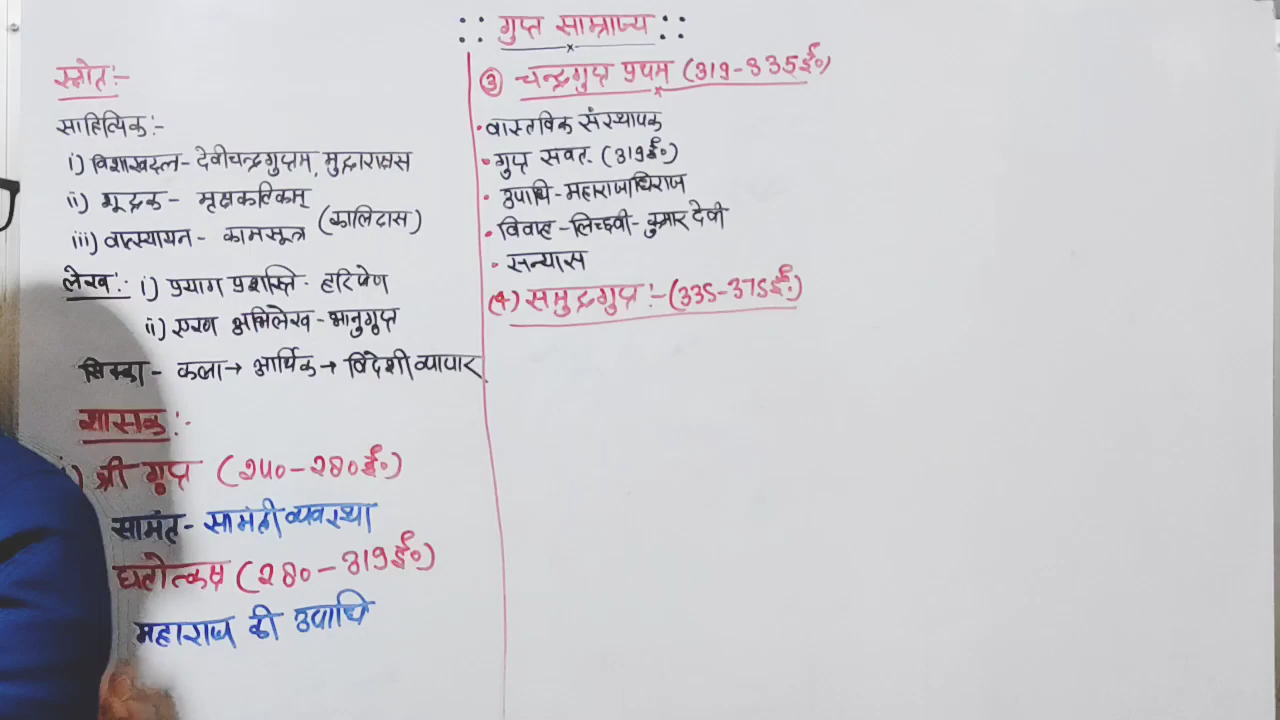 :: गुप्त साम्राज्य ::
स्त्रोत:-
साहित्यिक:-
i) विशाखदत्त - देवीचन्द्रगुप्तम, मुद्राराक्षस
ii) शूद्रक - मृक्षकटिकम्
iii) वात्स्यायन - कामसूत्र (कालिदास)
लेख:- i) प्रयाग प्रशस्ति - हरिषेण
ii) एरण अभिलेख - भानुगुप्त
सिक्का - कला → आर्थिक → विदेशी व्यापार
शासक:-
) श्री गुप्त (240-280ई०)
सामंत - सामंती व्यवस्था
घटोत्कच (280-319ई०)
महाराज की उपाधि
③ चन्द्रगुप्त प्रथम (319-335ई०)
• वास्तविक संस्थापक
• गुप्त सवत. (319ई०)
• उपाधि - महाराजाधिराज
• विवाह - लिच्छवी - कुमार देवी
• सन्यास
(4) समुद्रगुप्त:- (335-375ई०)